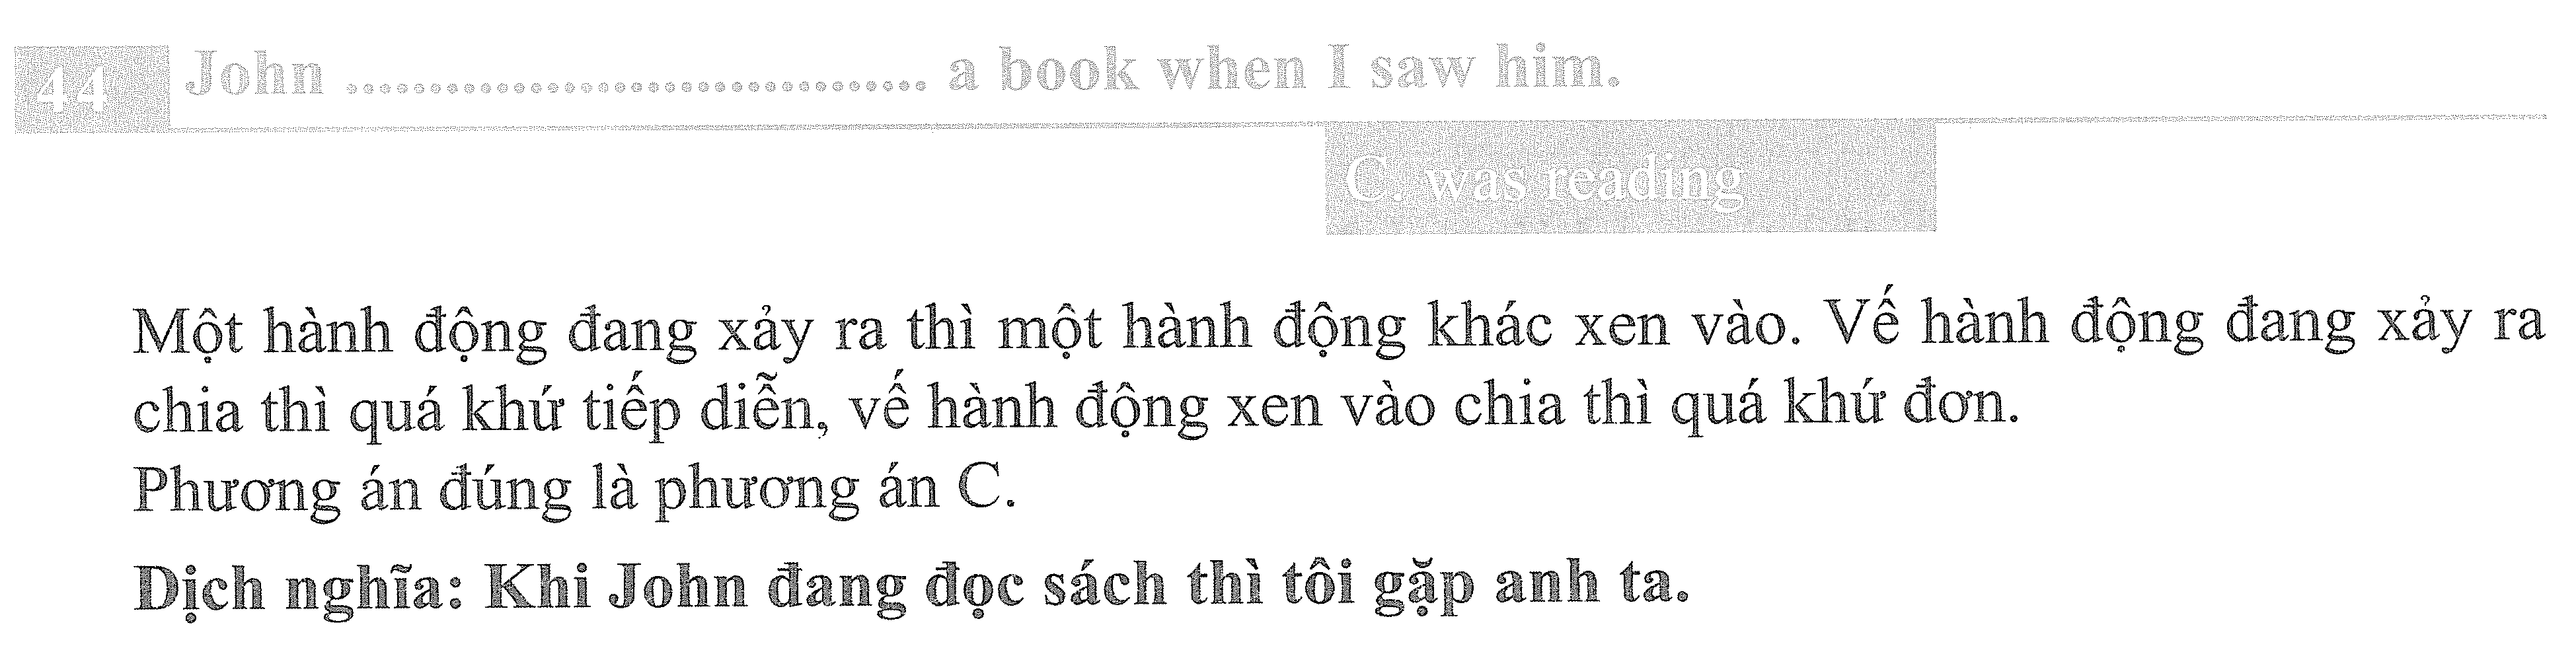 44 John .................................... a book when I saw him.
C. was reading
Một hành động đang xảy ra thì một hành động khác xen vào. Vế hành động đang xảy ra
chia thì quá khứ tiếp diễn, vế hành động xen vào chia thì quá khứ đơn.
Phương án đúng là phương án C.
Dịch nghĩa: Khi John đang đọc sách thì tôi gặp anh ta.